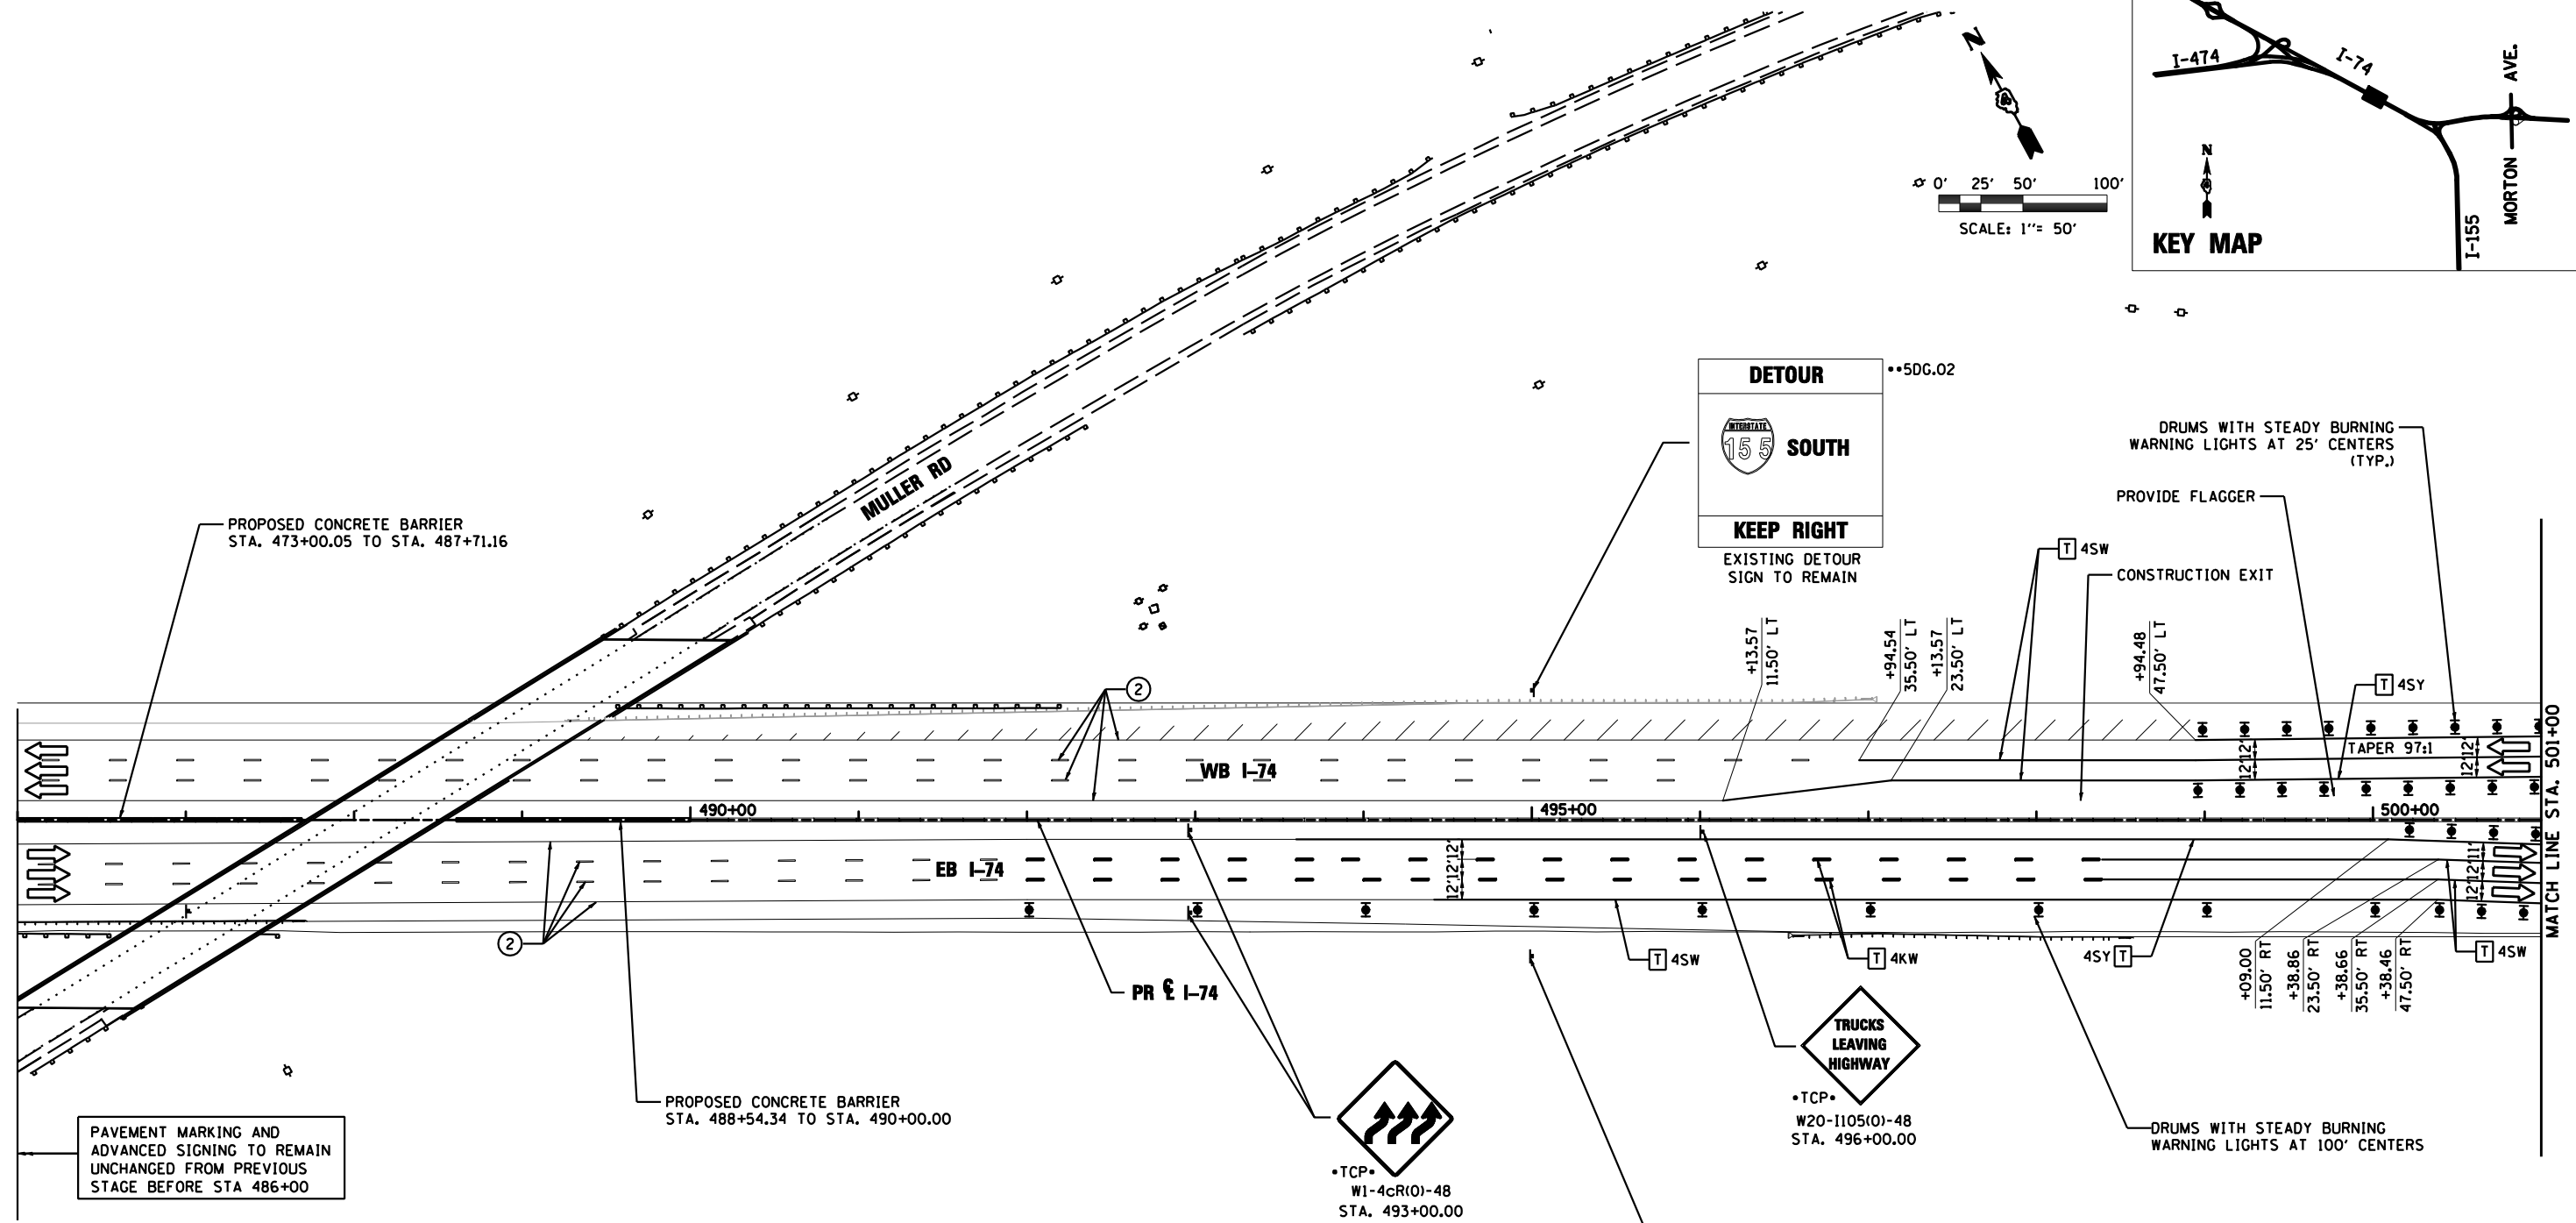 N
0' 25' 50' 100'
SCALE: 1''= 50'
I-474
I-74
MORTON AVE.
N
I-155
KEY MAP
MULLER RD
DETOUR
••5DG.02
INTERSTATE
155 SOUTH
KEEP RIGHT
EXISTING DETOUR
SIGN TO REMAIN
DRUMS WITH STEADY BURNING
WARNING LIGHTS AT 25' CENTERS
(TYP.)
PROVIDE FLAGGER
T 4SW
CONSTRUCTION EXIT
PROPOSED CONCRETE BARRIER
STA. 473+00.05 TO STA. 487+71.16
+13.57
11.50' LT
+94.54
35.50' LT
+13.57
23.50' LT
+94.48
47.50' LT
T 4SY
2
TAPER 97:1
12'12'
12'12'
WB I-74
490+00
495+00
500+00
MATCH LINE STA. 501+00
EB I-74
12'12'12'
12'12'11'
2
PR ℄ I-74
T 4SW
T 4KW
4SY T
+09.00
11.50' RT
+38.86
23.50' RT
+38.66
35.50' RT
+38.46
47.50' RT
T 4SW
TRUCKS
LEAVING
HIGHWAY
•TCP•
W20-I105(O)-48
STA. 496+00.00
PROPOSED CONCRETE BARRIER
STA. 488+54.34 TO STA. 490+00.00
•TCP•
W1-4cR(O)-48
STA. 493+00.00
DRUMS WITH STEADY BURNING
WARNING LIGHTS AT 100' CENTERS
PAVEMENT MARKING AND
ADVANCED SIGNING TO REMAIN
UNCHANGED FROM PREVIOUS
STAGE BEFORE STA 486+00